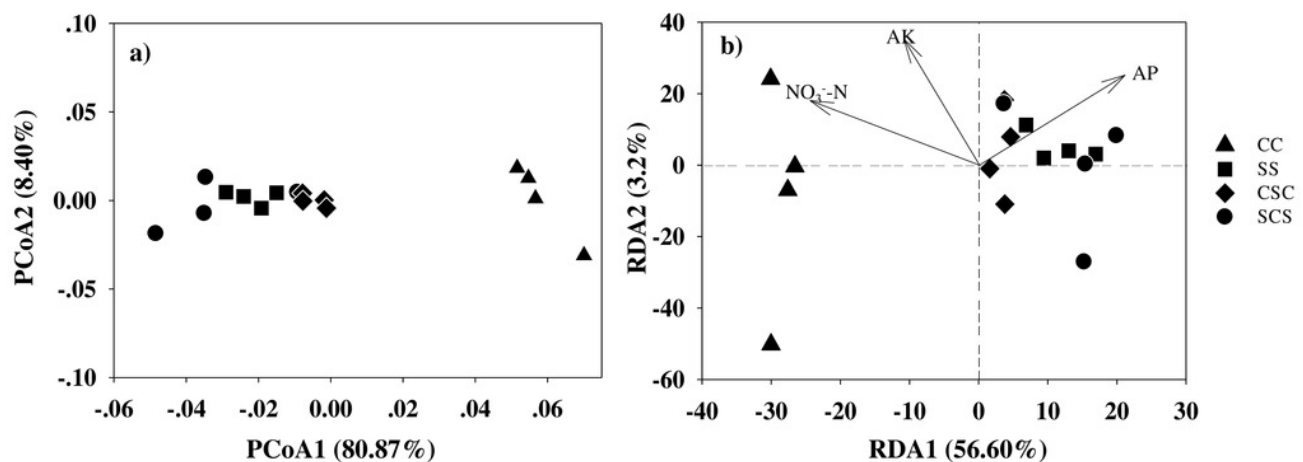 a)
.10
.05
0.00
-.05
-.10
PCoA2 (8.40%)
-.06 -.04 -.02 0.00 .02 .04 .06
PCoA1 (80.87%)
b)
40
20
0
-20
-40
-60
RDA2 (3.2%)
AK
AP
NO₃⁻-N
-40 -30 -20 -10 0 10 20 30
RDA1 (56.60%)
CC
SS
CSC
SCS